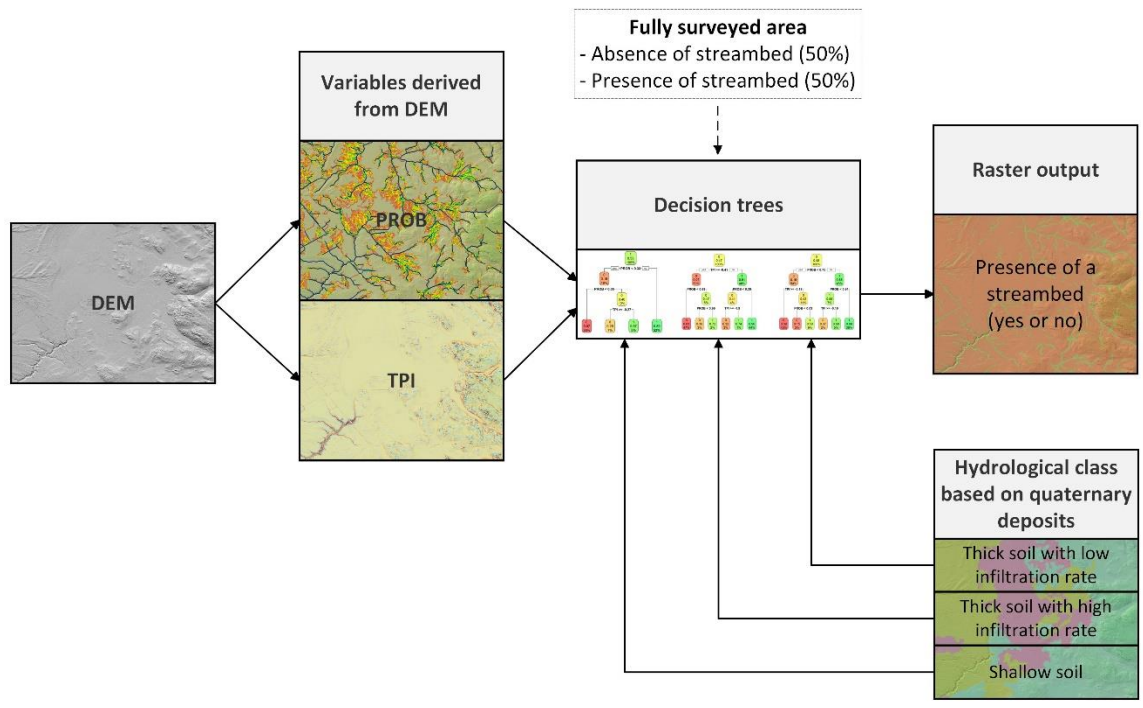 Fully surveyed area
- Absence of streambed (50%)
- Presence of streambed (50%)
Variables derived
from DEM
PROB
TPI
DEM
Decision trees
Raster output
Presence of a
streambed
(yes or no)
Hydrological class
based on quaternary
deposits
Thick soil with low
infiltration rate
Thick soil with high
infiltration rate
Shallow soil